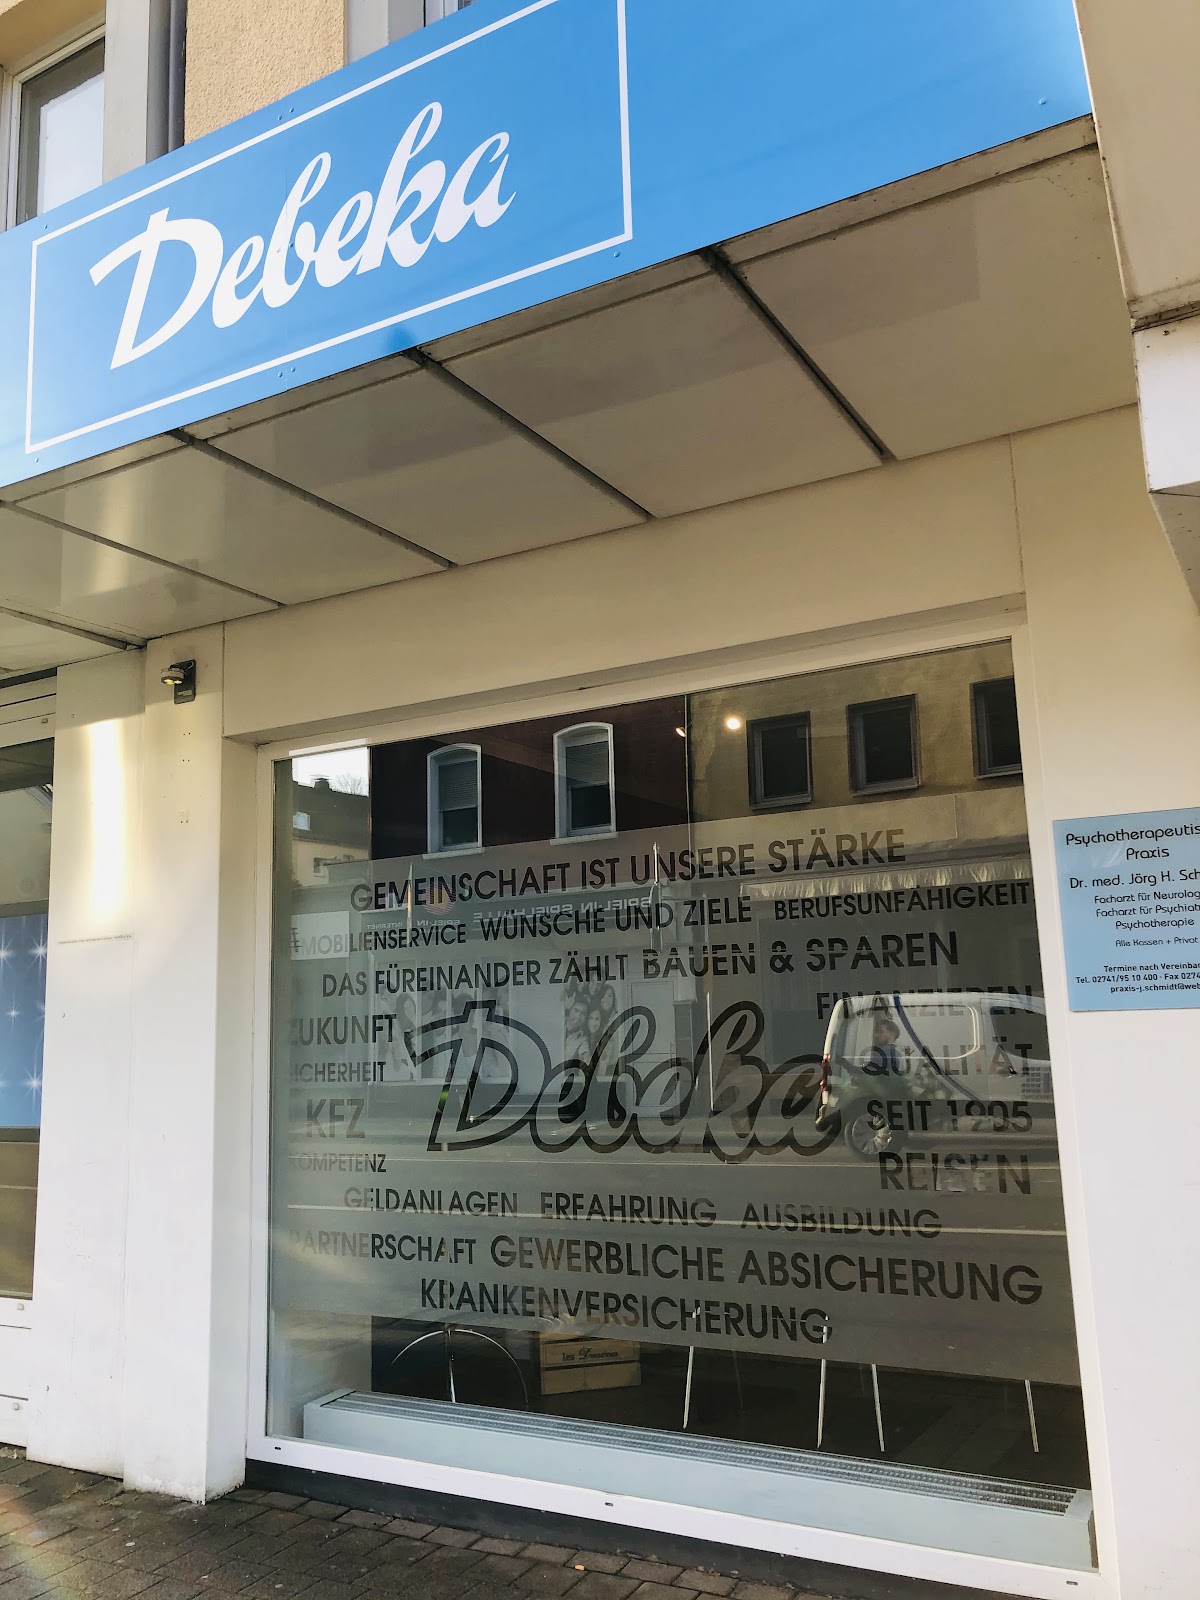 Debeka
GEMEINSCHAFT IST UNSERE STÄRKE
#MOBILIENSERVICE WÜNSCHE UND ZIELE BERUFSUNFÄHIGKEIT
DAS FÜREINANDER ZÄHLT BAUEN & SPAREN
ZUKUNFT
FINANZIEREN
SICHERHEIT
QUALITÄT
Debeka
KFZ
SEIT 1905
KOMPETENZ
REISEN
GELDANLAGEN ERFAHRUNG AUSBILDUNG
PARTNERSCHAFT GEWERBLICHE ABSICHERUNG
KRANKENVERSICHERUNG
Psychotherapeutis
Praxis
Dr. med. Jörg H. Sch
Facharzt für Neurolog
Facharzt für Psychiat
Psychotherapie
Alle Kassen + Privat
Termine nach Vereinbar
Tel. 02741/95 10 400 · Fax 0274
praxis-j.schmidt@web